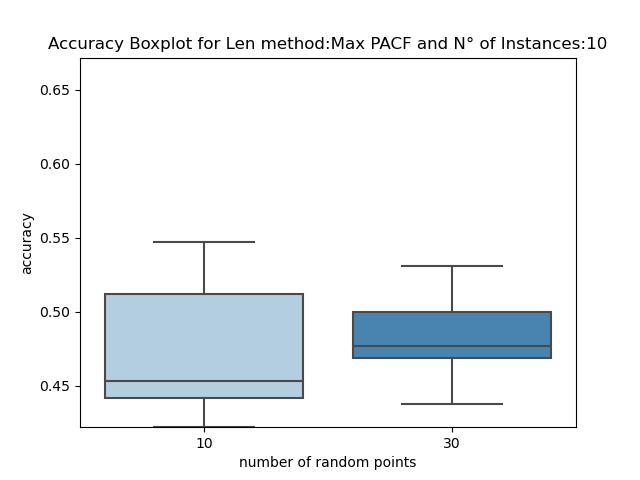 Accuracy Boxplot for Len method:Max PACF and N° of Instances:10
0.65
0.60
0.55
0.50
0.45
accuracy
10
30
number of random points